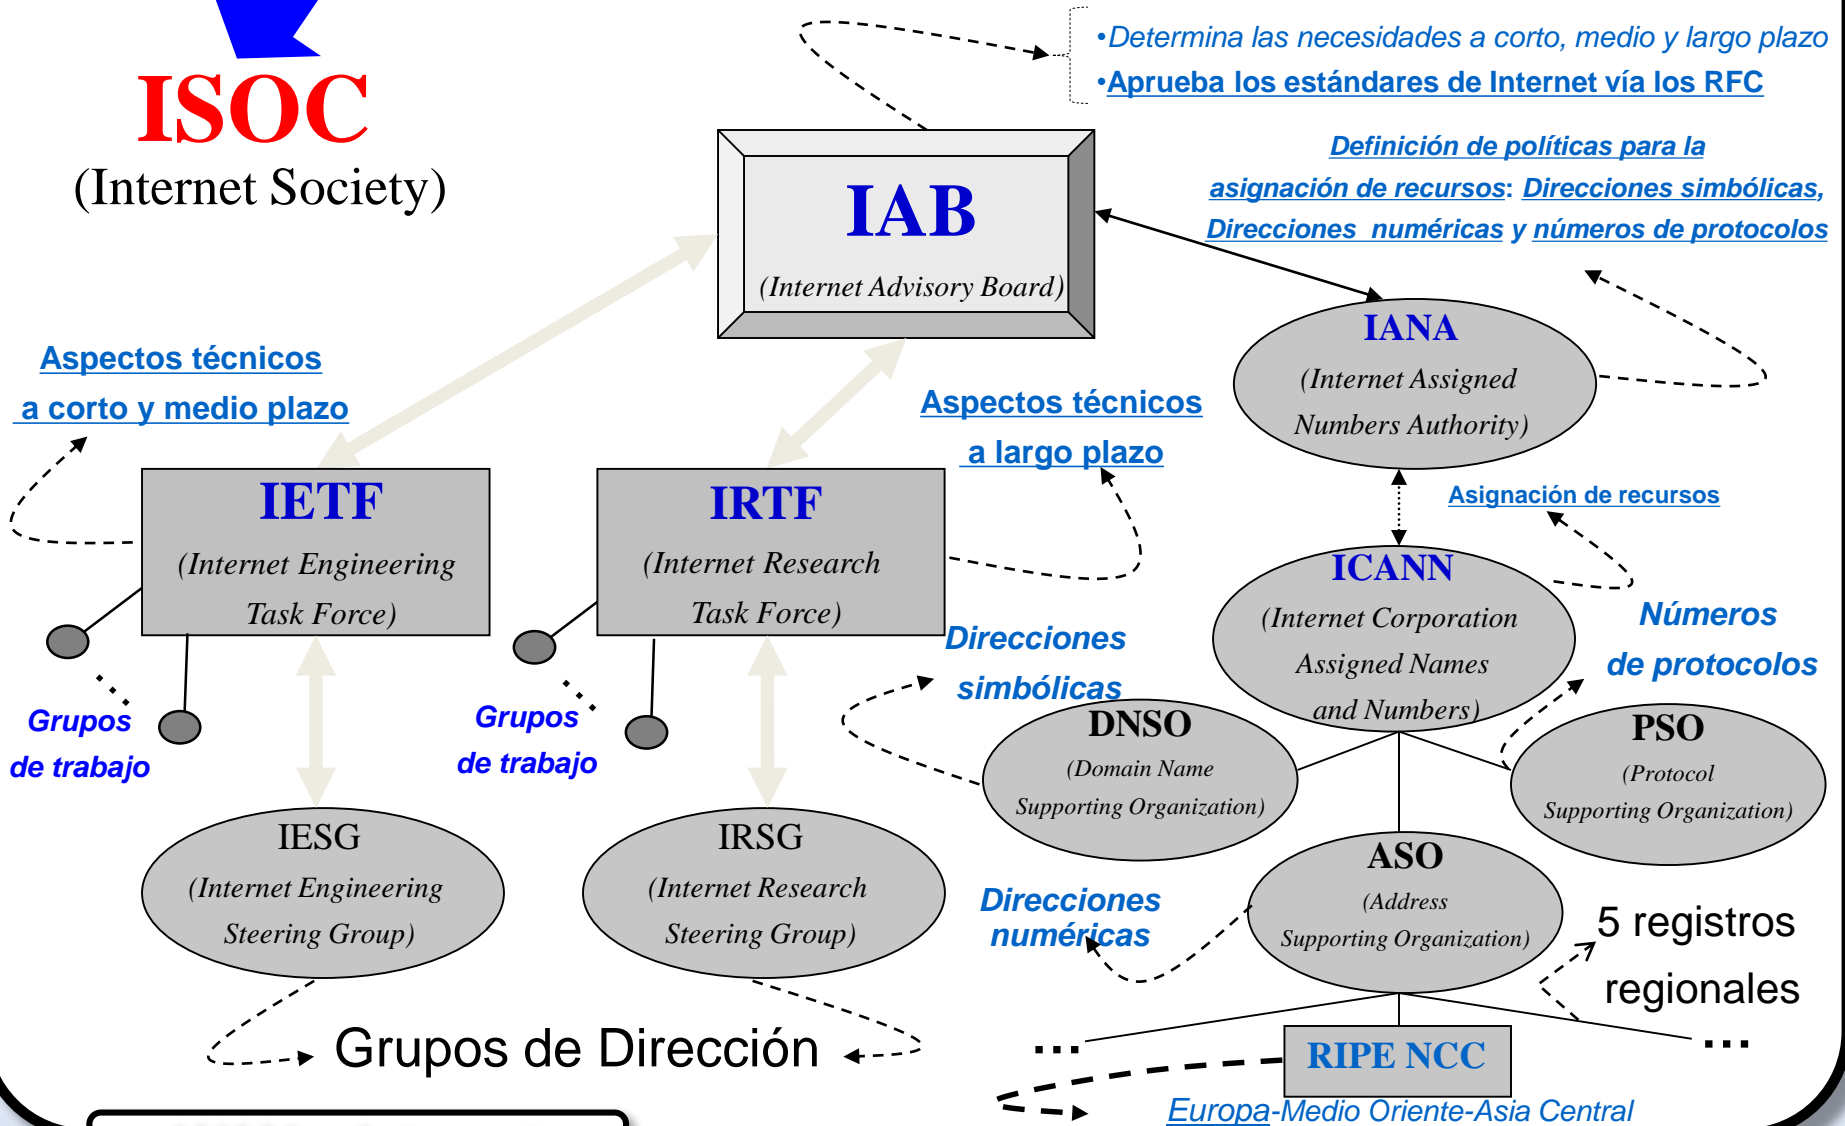 ISOC
(Internet Society)
•Determina las necesidades a corto, medio y largo plazo
•Aprueba los estándares de Internet vía los RFC
IAB
(Internet Advisory Board)
Definición de políticas para la
asignación de recursos: Direcciones simbólicas,
Direcciones numéricas y números de protocolos
IANA
(Internet Assigned
Numbers Authority)
Aspectos técnicos
a corto y medio plazo
IETF
(Internet Engineering
Task Force)
Grupos
de trabajo
Aspectos técnicos
a largo plazo
IRTF
(Internet Research
Task Force)
Grupos
de trabajo
Asignación de recursos
ICANN
(Internet Corporation
Assigned Names
and Numbers)
Direcciones
simbólicas
Números
de protocolos
DNSO
(Domain Name
Supporting Organization)
PSO
(Protocol
Supporting Organization)
IESG
(Internet Engineering
Steering Group)
IRSG
(Internet Research
Steering Group)
ASO
(Address
Supporting Organization)
Direcciones
numéricas
5 registros
regionales
Grupos de Dirección
...
RIPE NCC
...
Europa-Medio Oriente-Asia Central